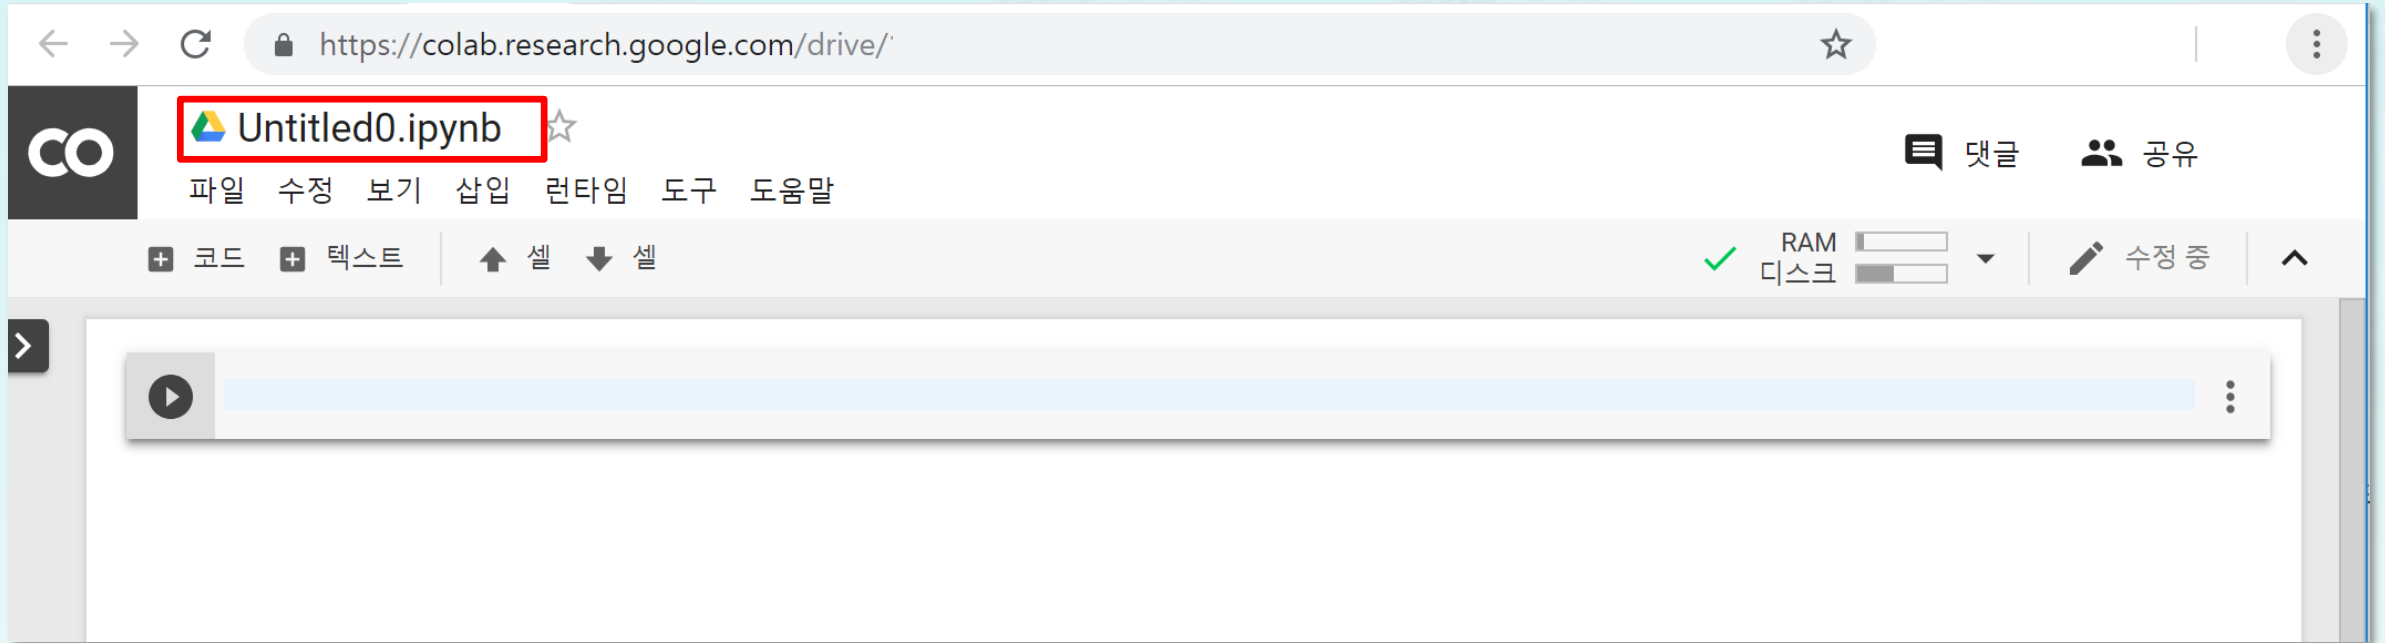 https://colab.research.google.com/drive/
CO
Untitled0.ipynb
댓글 공유
파일 수정 보기 삽입 런타임 도구 도움말
코드 텍스트 셀 셀
RAM
디스크
수정 중